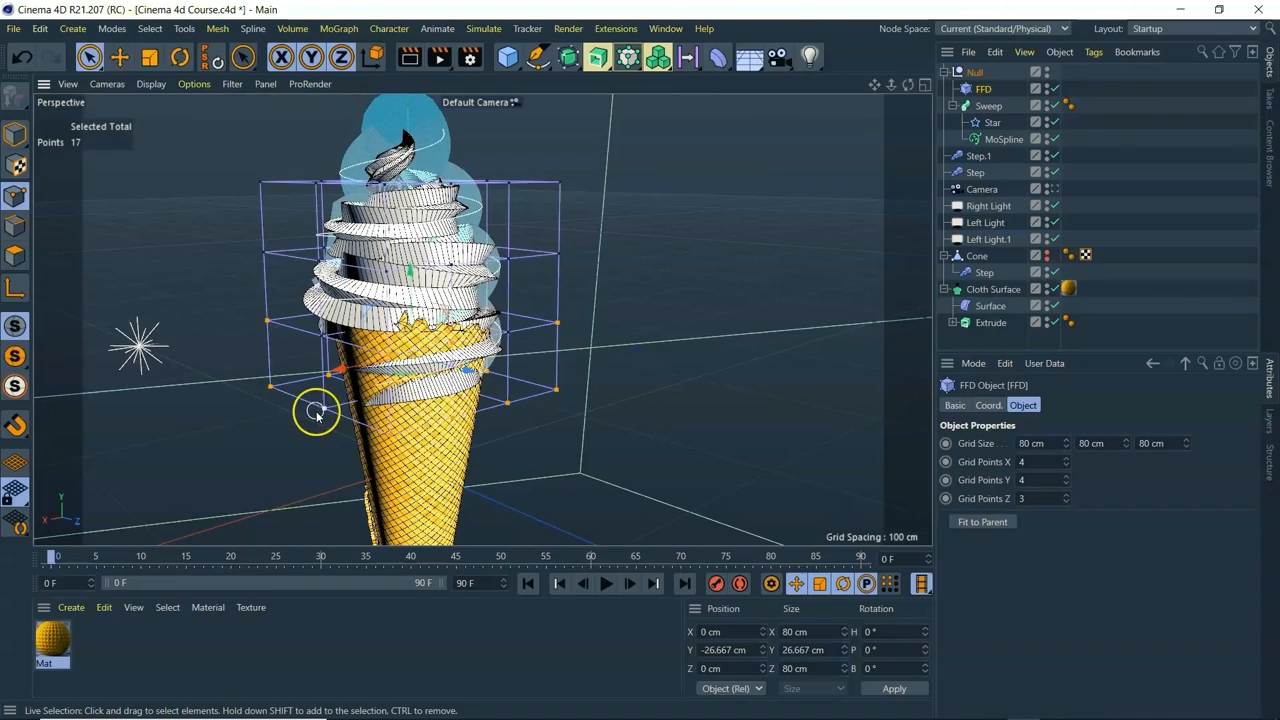 Cinema 4D R21.207 (RC) - [Cinema 4d Course.c4d *] - Main
File Edit Create Modes Select Tools Mesh Spline Volume MoGraph Character Animate Simulate Tracker Render Extensions Window Help
Node Space: Current (Standard/Physical) Layout: Startup
X Y Z
File Edit View Object Tags Bookmarks
View Cameras Display Options Filter Panel ProRender
Perspective
Default Camera
Selected Total
Points 17
Null
FFD
Sweep
Star
MoSpline
Step.1
Step
Camera
Right Light
Left Light
Left Light.1
Cone
Step
Cloth Surface
Surface
Extrude
Objects
Takes
Content Browser
Mode Edit User Data
FFD Object [FFD]
Basic Coord. Object
Object Properties
Grid Size . . . 80 cm 80 cm 80 cm
Grid Points X 4
Grid Points Y 4
Grid Points Z 3
Fit to Parent
Attributes
Layers
Structure
Y
X Z
Grid Spacing : 100 cm
0 5 10 15 20 25 30 35 40 45 50 55 60 65 70 75 80 85 90
0 F
0 F 0 F 90 F 90 F
P
Create Edit View Select Material Texture
Mat
Position Size Rotation
X 0 cm X 80 cm H 0 °
Y -26.667 cm Y 26.667 cm P 0 °
Z 0 cm Z 80 cm B 0 °
Object (Rel) Size Apply
Live Selection: Click and drag to select elements. Hold down SHIFT to add to the selection, CTRL to remove.